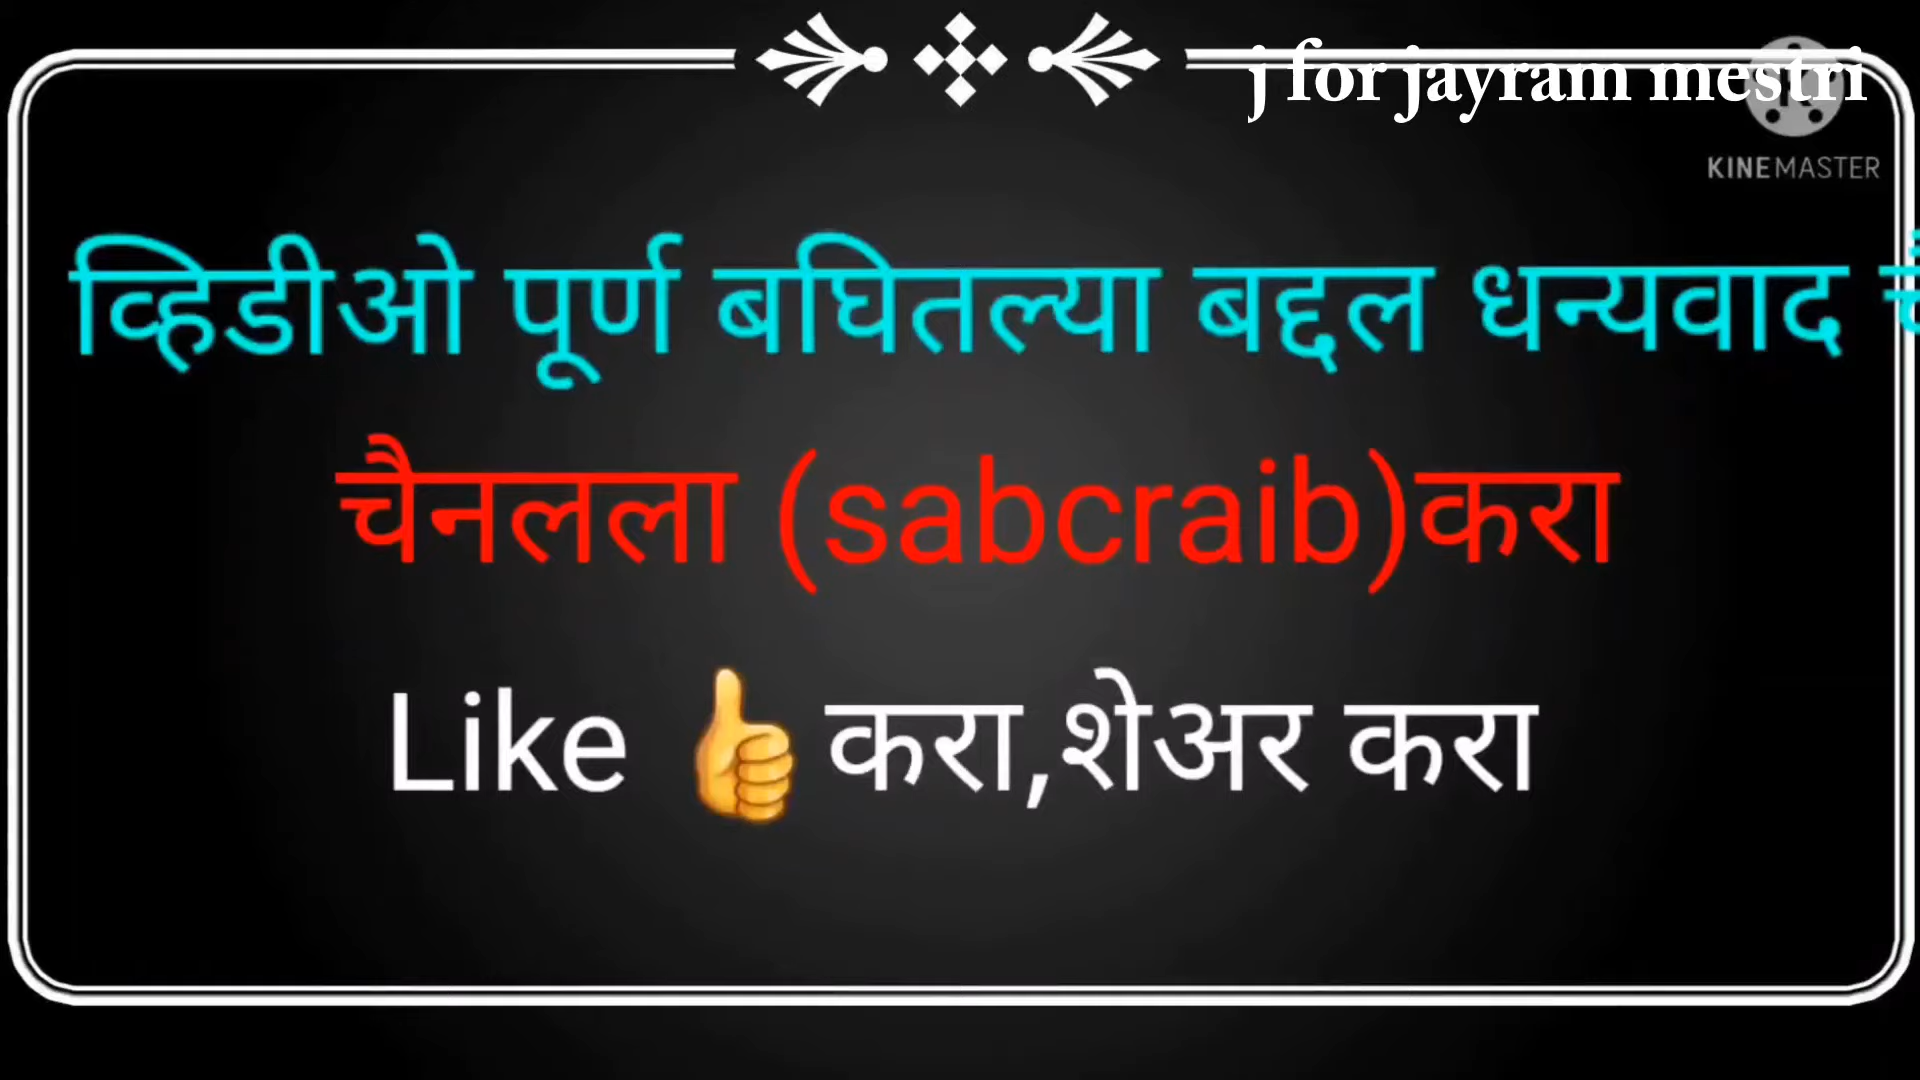 j for jayram mestri
KINEMASTER
व्हिडीओ पूर्ण बघितल्या बद्दल धन्यवाद
चैनलला (sabcraib)करा
Like 👍 करा,शेअर करा